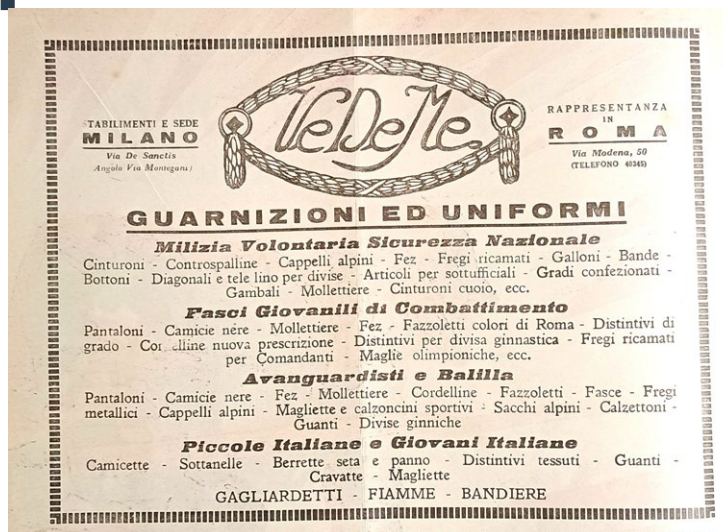 VeDeMe.
STABILIMENTI E SEDE
MILANO
Via De Sanctis
Angolo Via Montegani)
RAPPRESENTANZA
IN
ROMA
Via Modena, 50
(TELEFONO 40345)
GUARNIZIONI ED UNIFORMI
Milizia Volontaria Sicurezza Nazionale
Cinturoni - Controspalline - Cappelli alpini - Fez - Fregi ricamati - Galloni - Bande -
Bottoni - Diagonali e tele lino per divise - Articoli per sottufficiali - Gradi confezionati -
Gambali - Mollettiere - Cinturoni cuoio, ecc.
Fasci Giovanili di Combattimento
Pantaloni - Camicie nere - Mollettiere - Fez - Fazzoletti colori di Roma - Distintivi di
grado - Cordelline nuova prescrizione - Distintivi per divisa ginnastica - Fregi ricamati
per Comandanti - Maglie olimpioniche, ecc.
Avanguardisti e Balilla
Pantaloni - Camicie nere - Fez - Mollettiere - Cordelline - Fazzoletti - Fasce - Fregi
metallici - Cappelli alpini - Magliette e calzoncini sportivi - Sacchi alpini - Calzettoni -
Guanti - Divise ginniche
Piccole Italiane e Giovani Italiane
Camicette - Sottanelle - Berrette seta e panno - Distintivi tessuti - Guanti -
Cravatte - Magliette
GAGLIARDETTI - FIAMME - BANDIERE